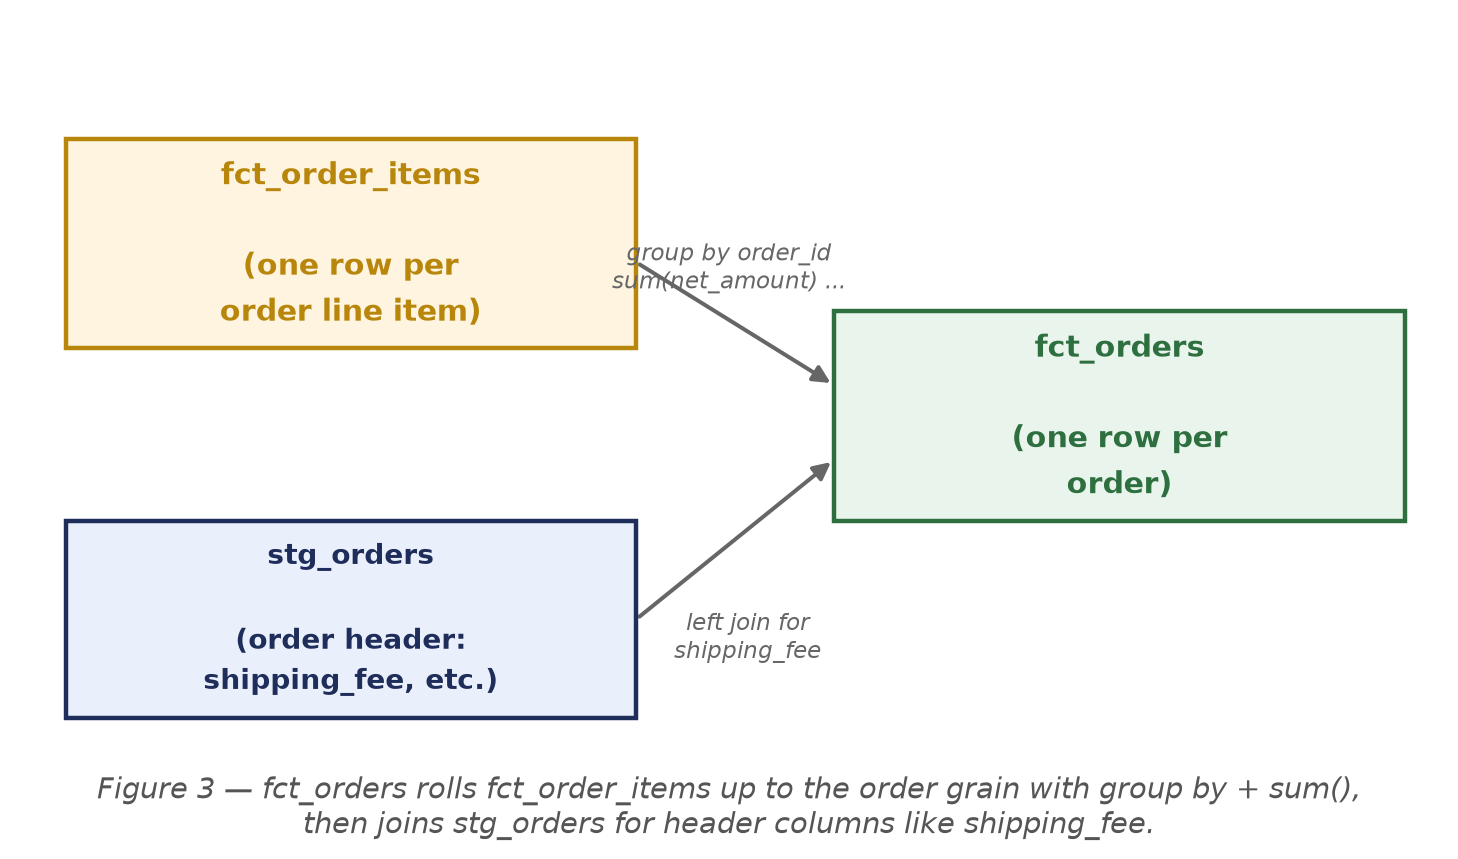 fct_order_items
(one row per
order line item)
group by order_id
sum(net_amount) ...
fct_orders
(one row per
order)
stg_orders
(order header:
shipping_fee, etc.)
left join for
shipping_fee
Figure 3 — fct_orders rolls fct_order_items up to the order grain with group by + sum(),
then joins stg_orders for header columns like shipping_fee.